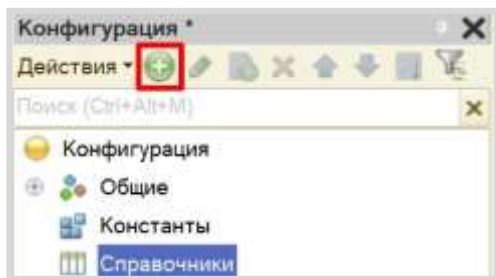 Конфигурация *
Действия
Поиск (Ctrl+Alt+M)
Конфигурация
Общие
Константы
Справочники